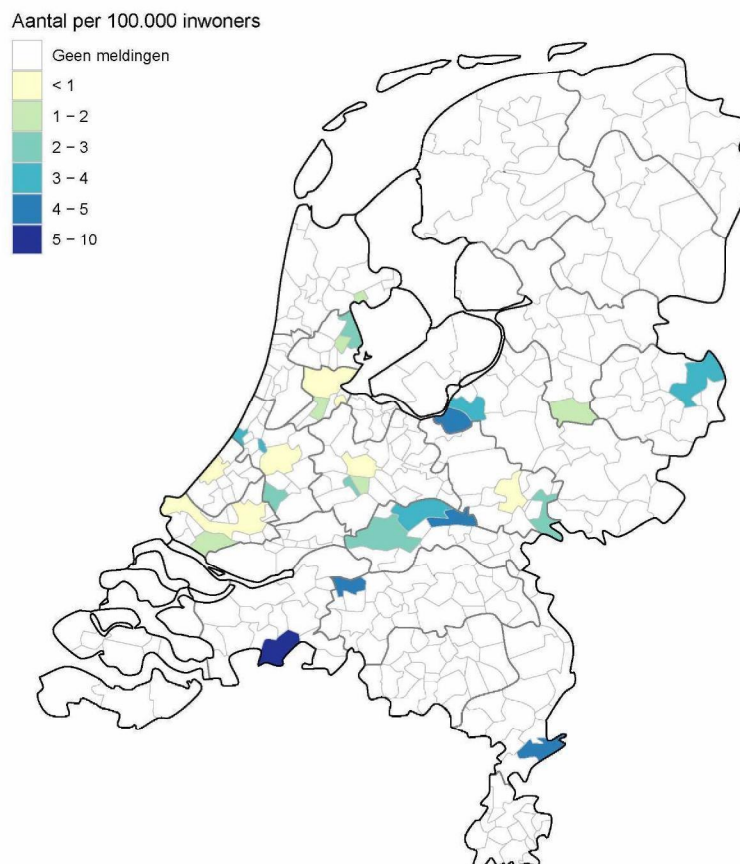 Aantal per 100.000 inwoners
Geen meldingen
< 1
1 − 2
2 − 3
3 − 4
4 − 5
5 − 10